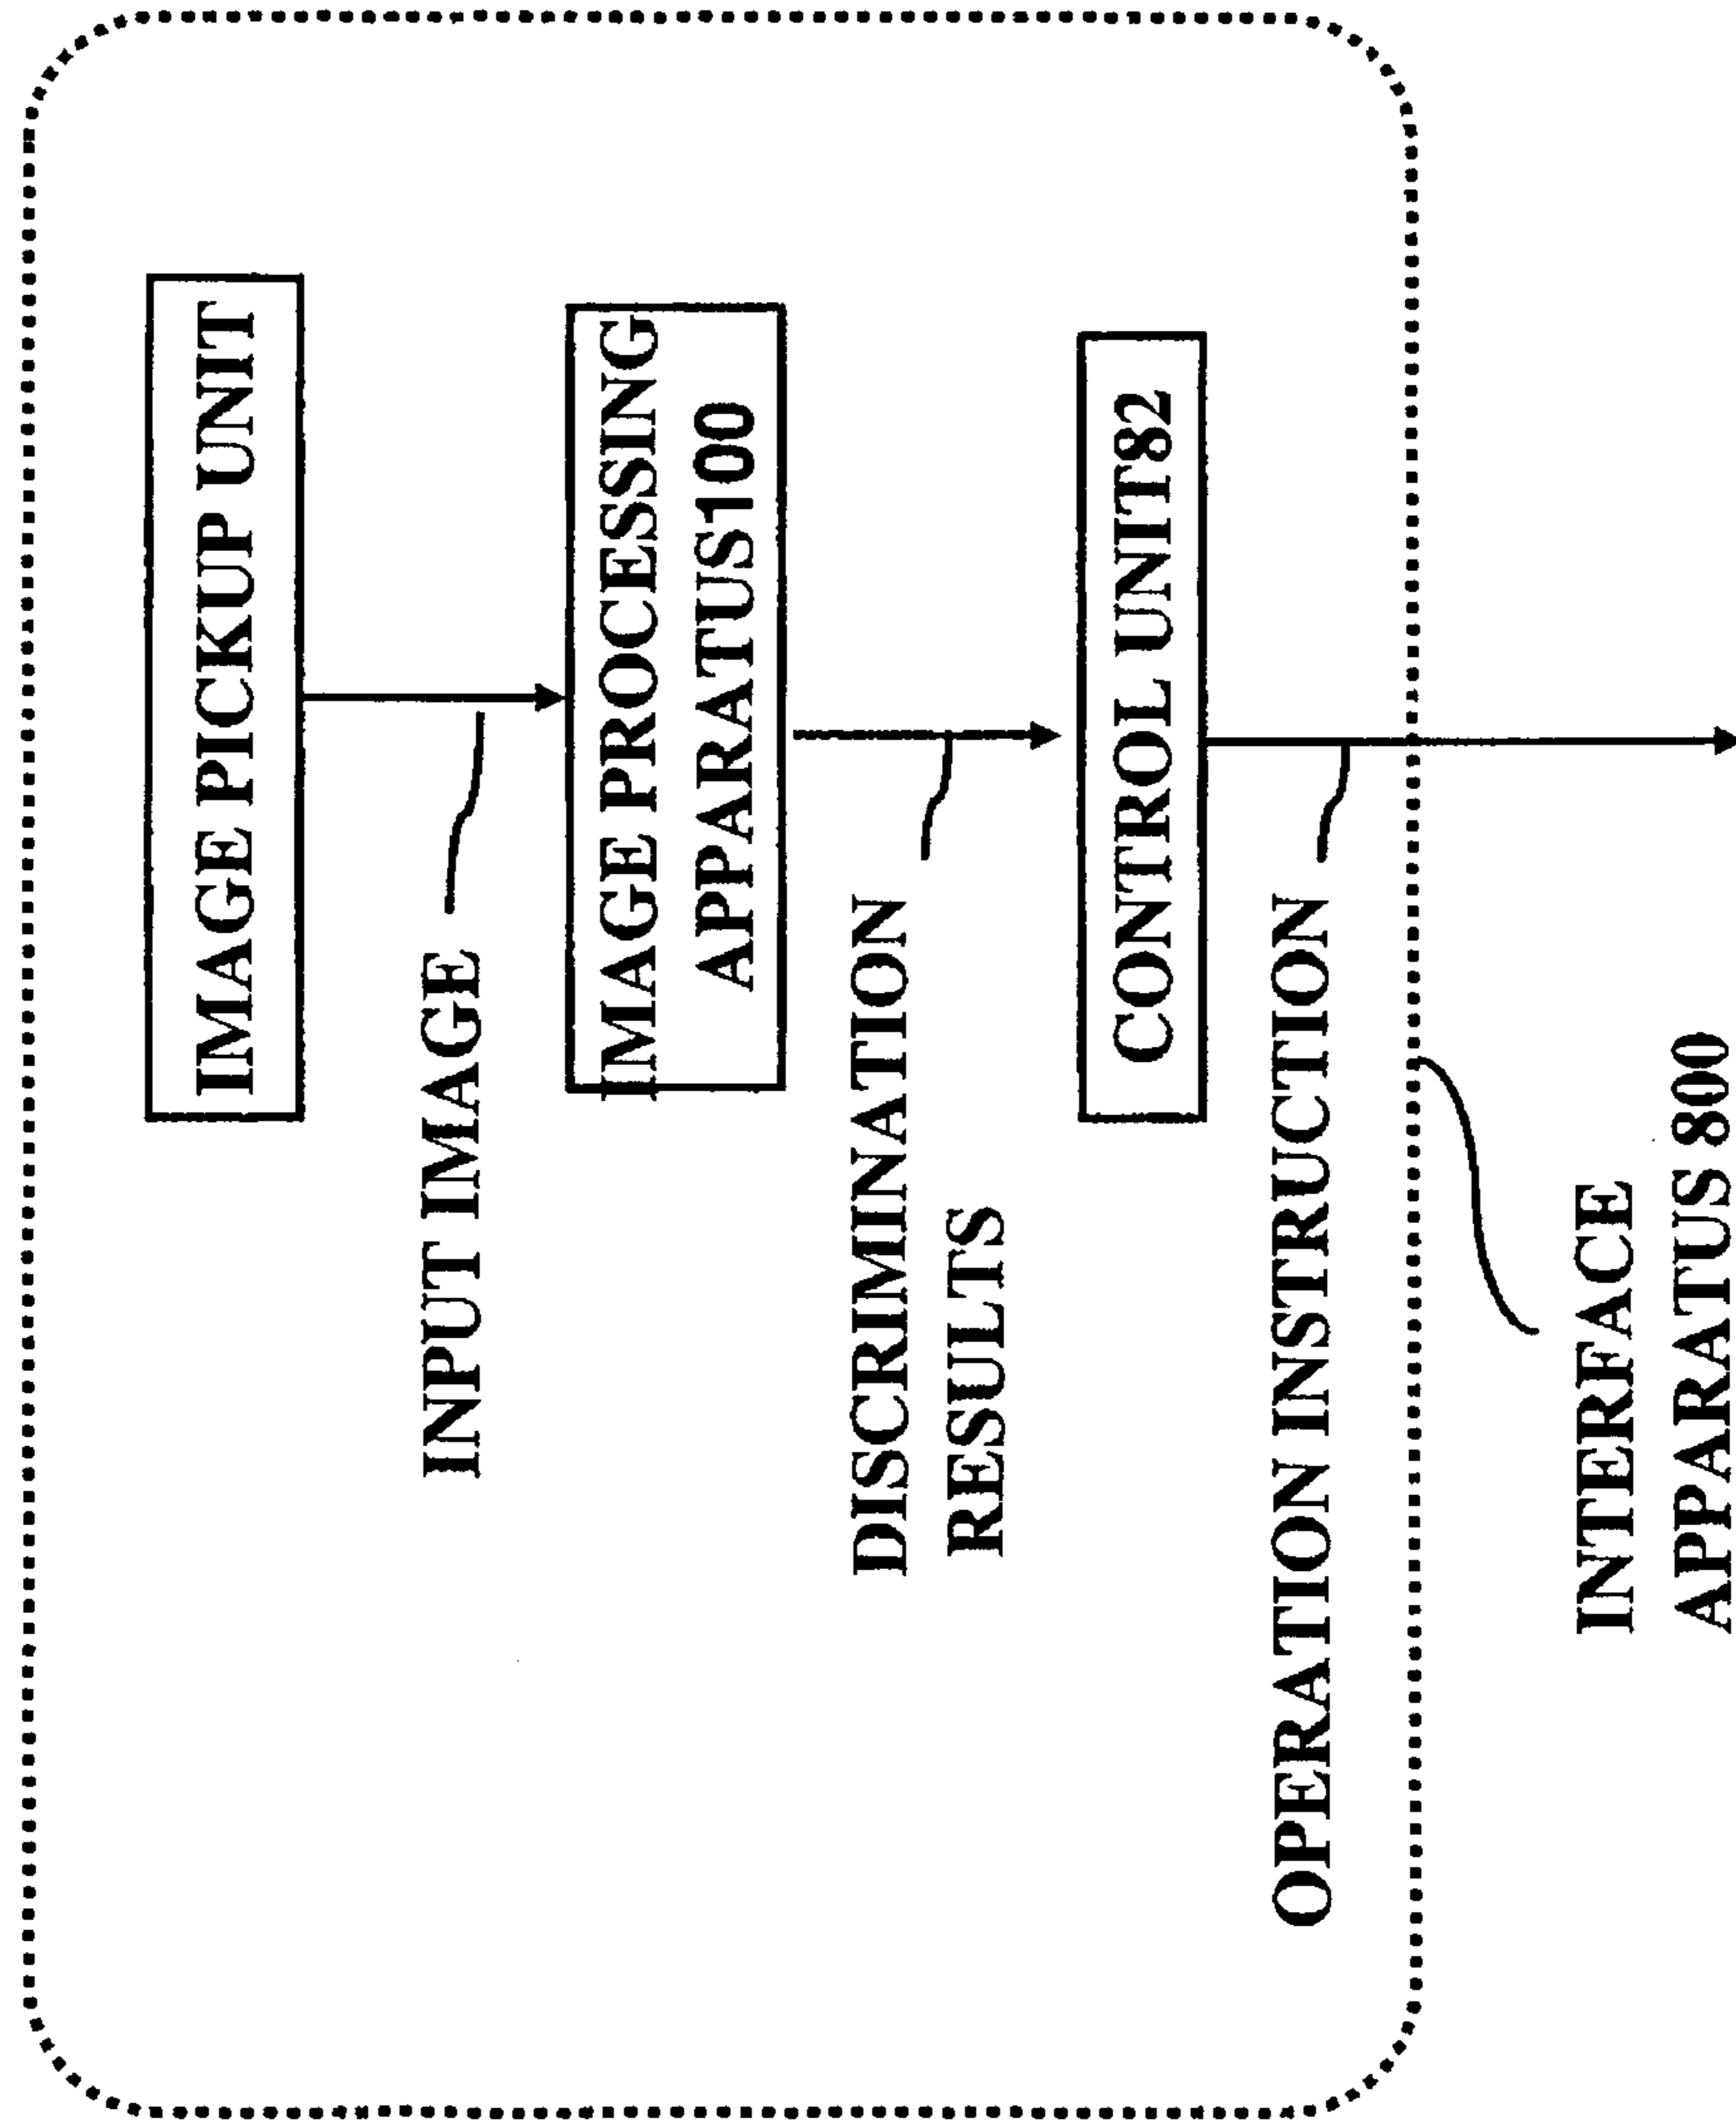 IMAGE PICKUP UNIT
INPUT IMAGE
IMAGE PROCESSING
APPARATUS100
DISCRIMINATION
RESULTS
CONTROL UNIT82
OPERATION INSTRUCTION
INTERFACE
APPARATUS 800